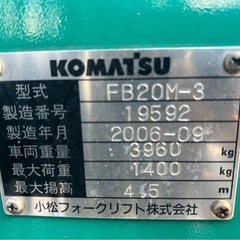 KOMATSU
型式 FB20M-3
製造番号 19592
製造年月 2006-09
車両重量 3960 kg
最大荷重 1400 kg
最大揚高 4.5 m
小松フォークリフト株式会社